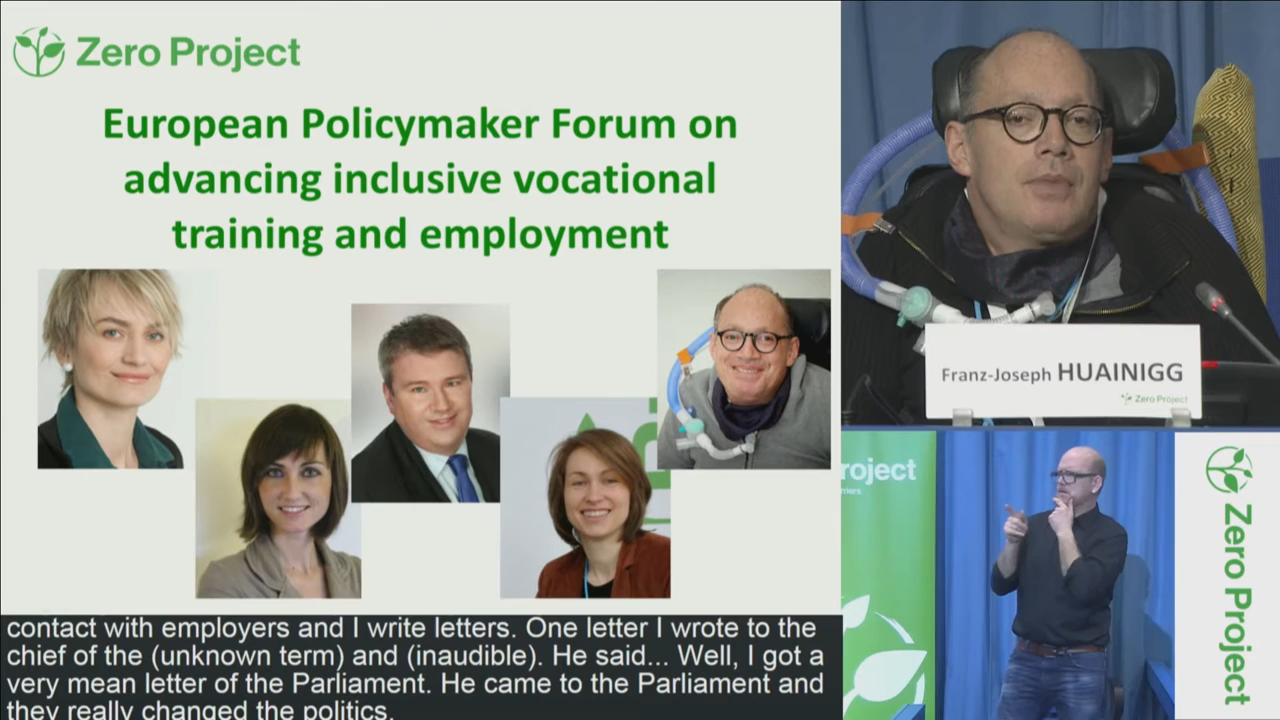 Zero Project
European Policymaker Forum on
advancing inclusive vocational
training and employment
Franz-Joseph HUAINIGG
Zero Project
roject
rriers
Zero Project
contact with employers and I write letters. One letter I wrote to the
chief of the (unknown term) and (inaudible). He said... Well, I got a
very mean letter of the Parliament. He came to the Parliament and
they really changed the politics.